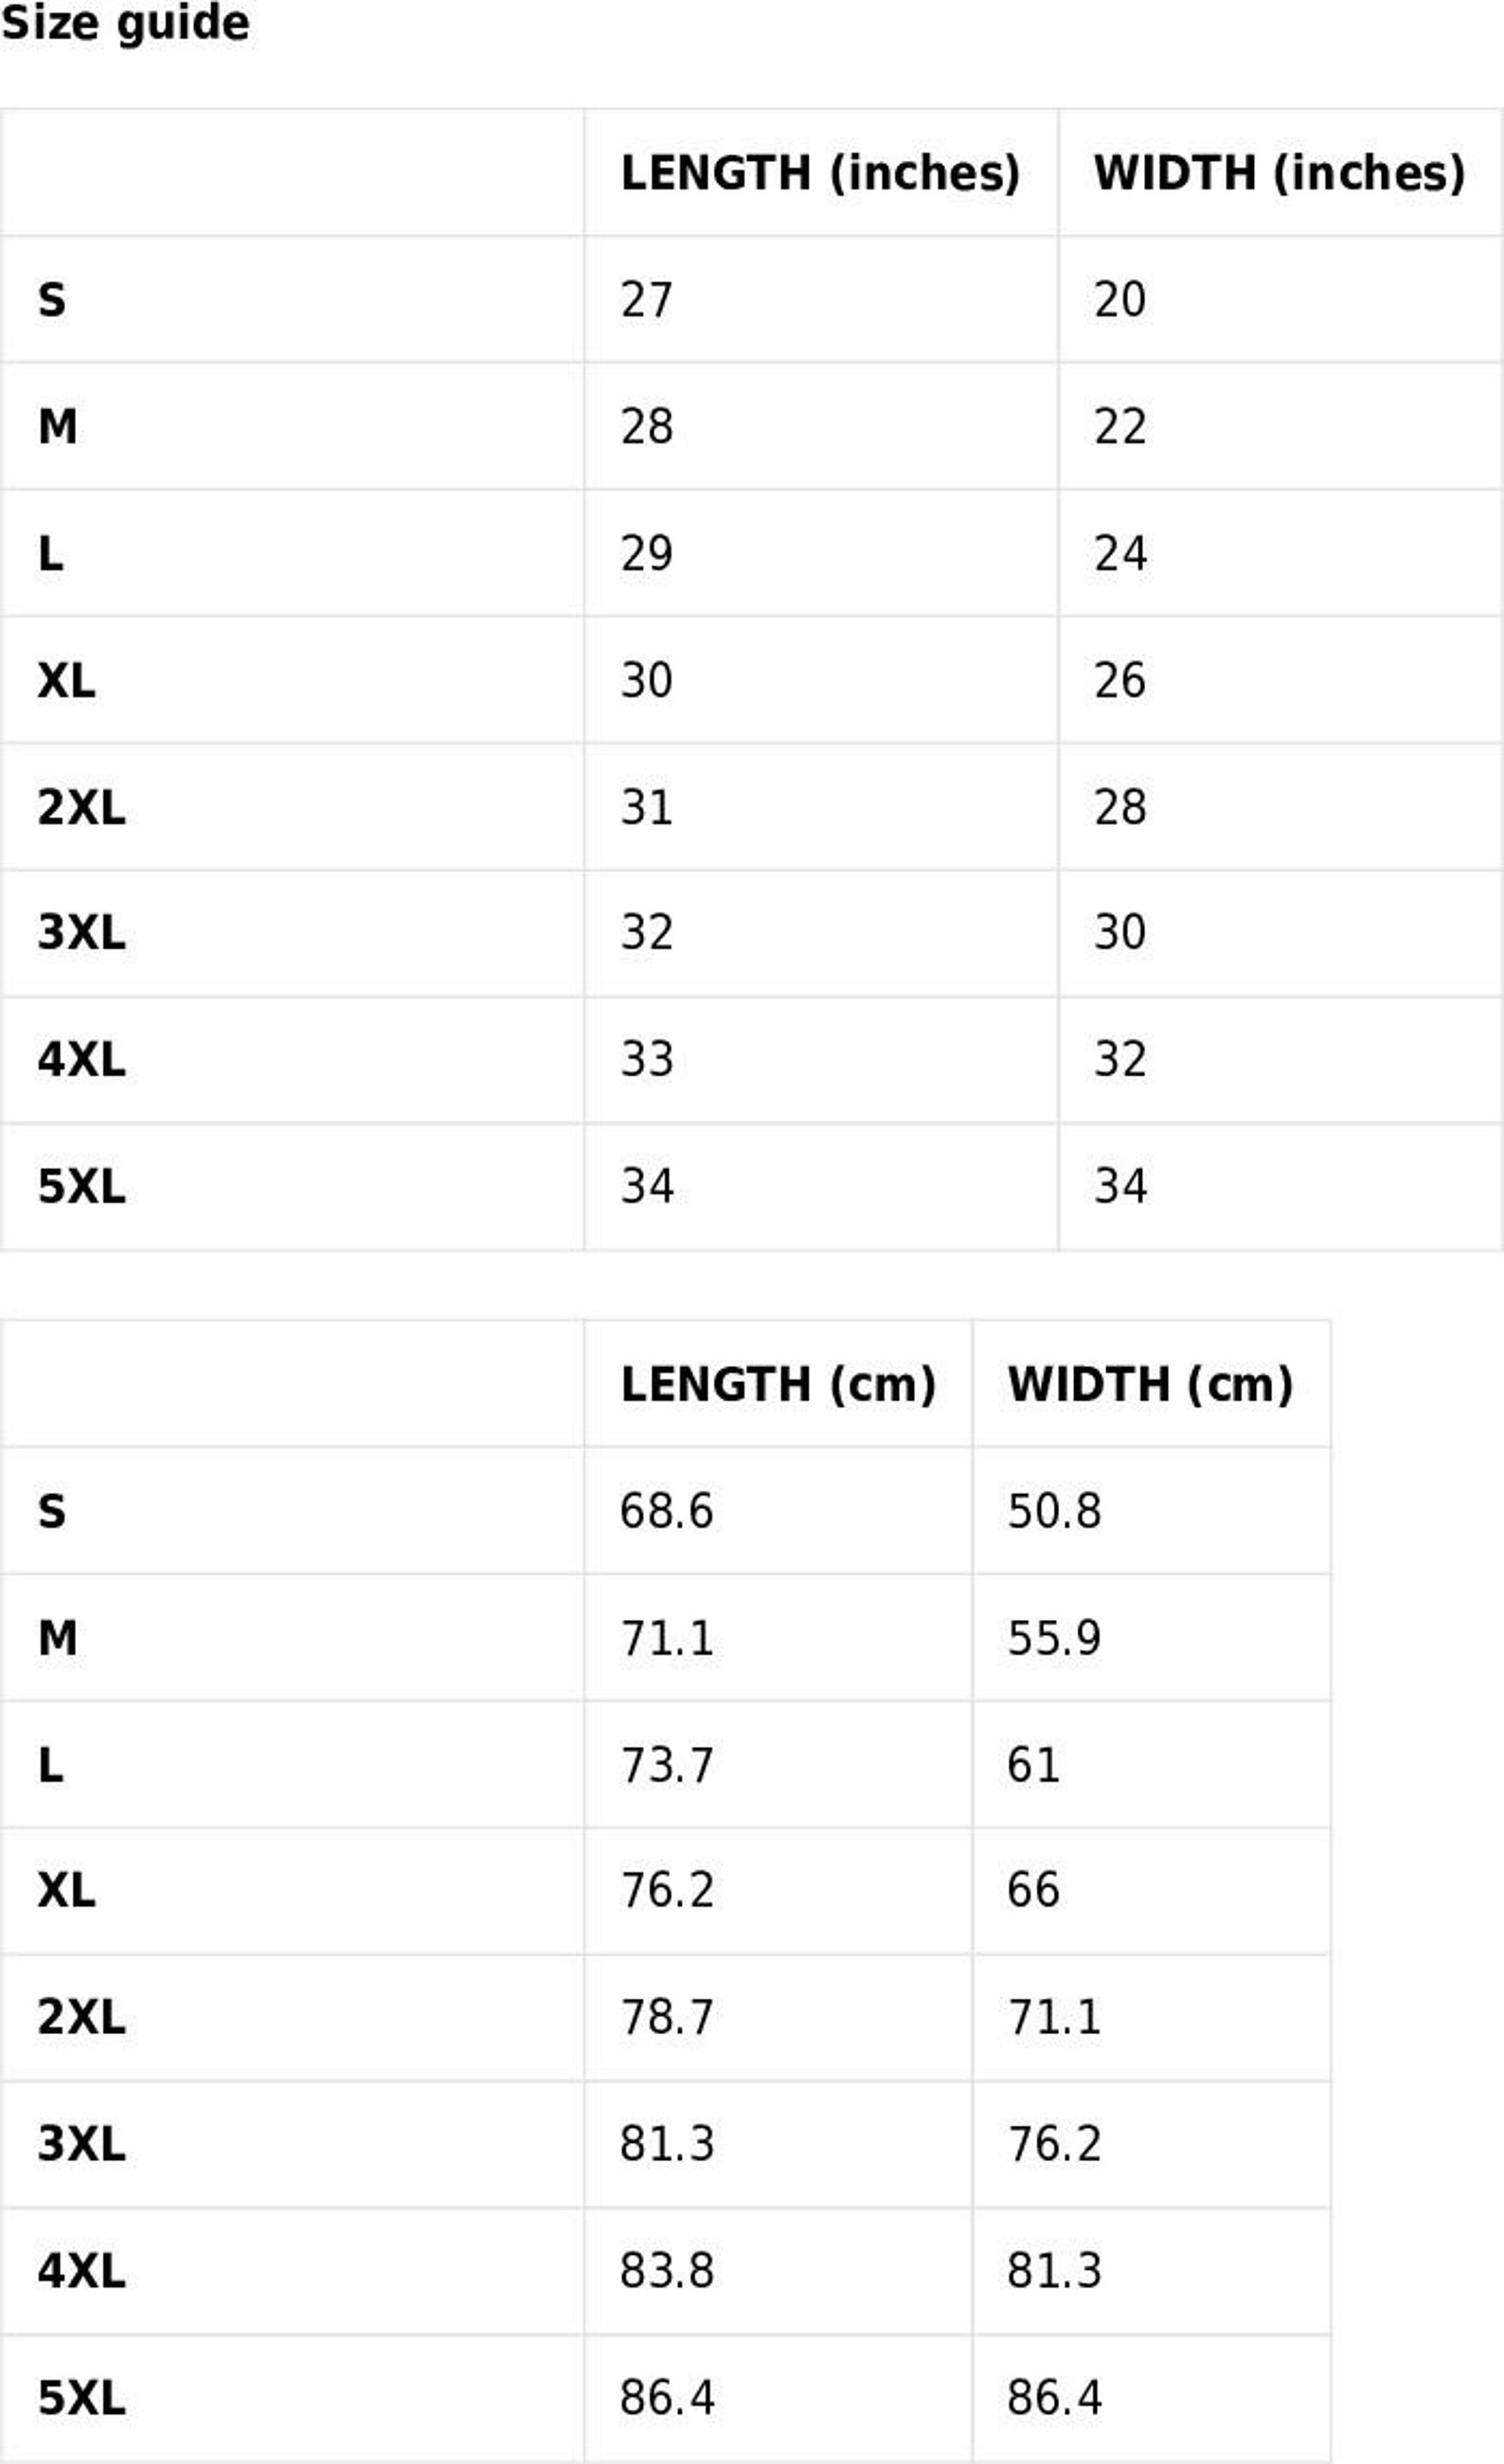 Size guide
LENGTH (inches) WIDTH (inches)
S 27 20
M 28 22
L 29 24
XL 30 26
2XL 31 28
3XL 32 30
4XL 33 32
5XL 34 34
LENGTH (cm) WIDTH (cm)
S 68.6 50.8
M 71.1 55.9
L 73.7 61
XL 76.2 66
2XL 78.7 71.1
3XL 81.3 76.2
4XL 83.8 81.3
5XL 86.4 86.4